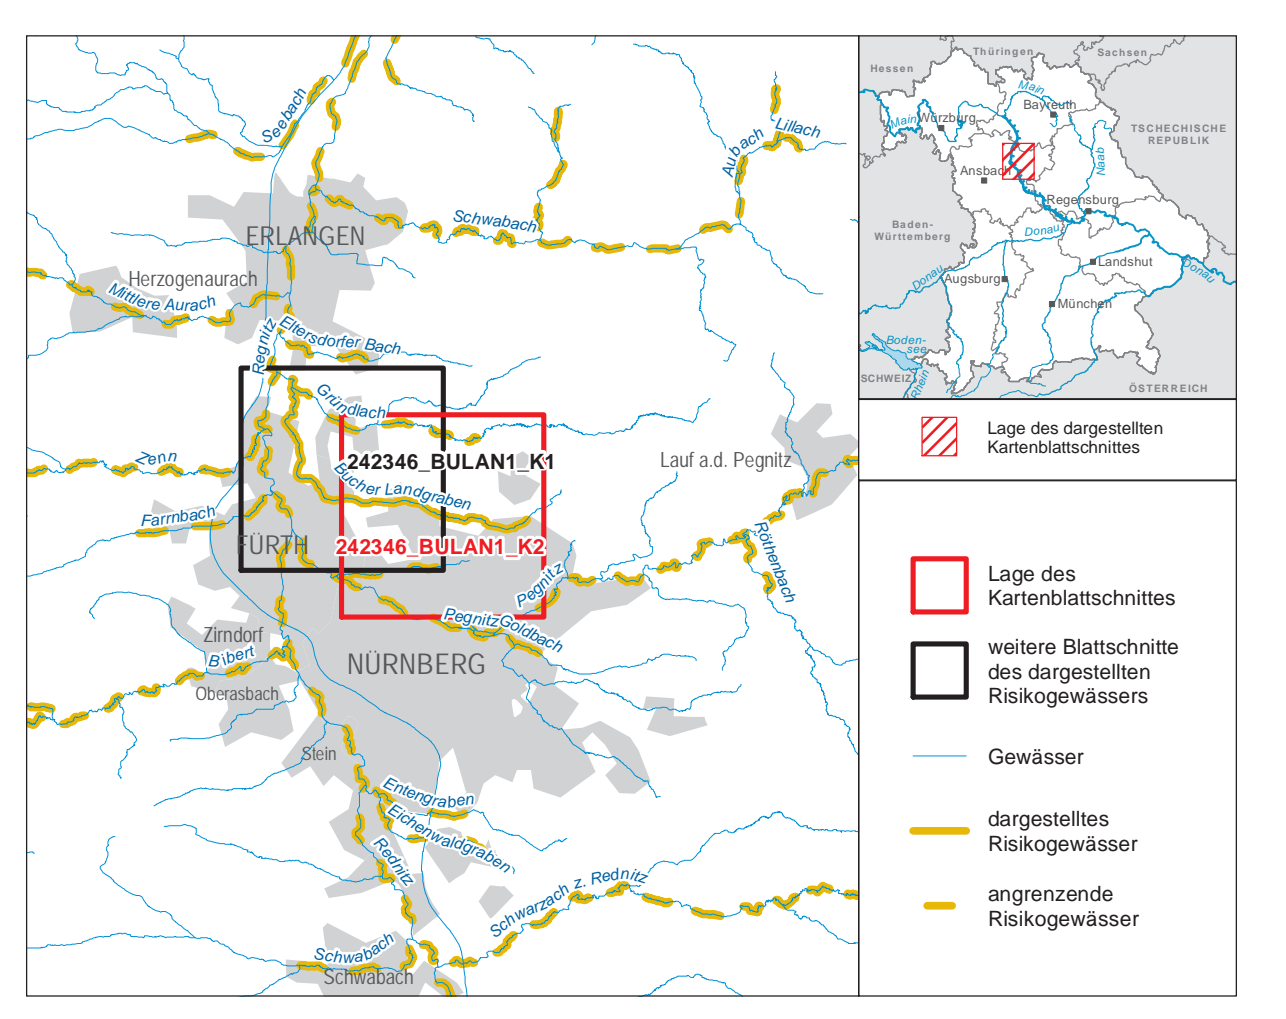 Seebach
Aubach
Lillach
ERLANGEN
Schwabach
Herzogenaurach
Mittlere Aurach
Regnitz
Eltersdorfer Bach
Gründlach
Zenn
242346_BULAN1_K1
Bucher Landgraben
Lauf a.d. Pegnitz
Farrnbach
FÜRTH
242346_BULAN1_K2
Röthenbach
Pegnitz
Pegnitz
Goldbach
Zirndorf
Bibert
NÜRNBERG
Oberasbach
Stein
Entengraben
Eichenwaldgraben
Rednitz
Schwarzach z. Rednitz
Schwabach
Schwabach
Thüringen
Sachsen
Hessen
Main
Bayreuth
Main
Würzburg
TSCHECHISCHE
REPUBLIK
Naab
Ansbach
Regensburg
Baden-
Württemberg
Donau
Landshut
Donau
Donau
Augsburg
München
Boden-
see
SCHWEIZ
Rhein
ÖSTERREICH
Lage des dargestellten
Kartenblattschnittes
Lage des
Kartenblattschnittes
weitere Blattschnitte
des dargestellten
Risikogewässers
Gewässer
dargestelltes
Risikogewässer
angrenzende
Risikogewässer